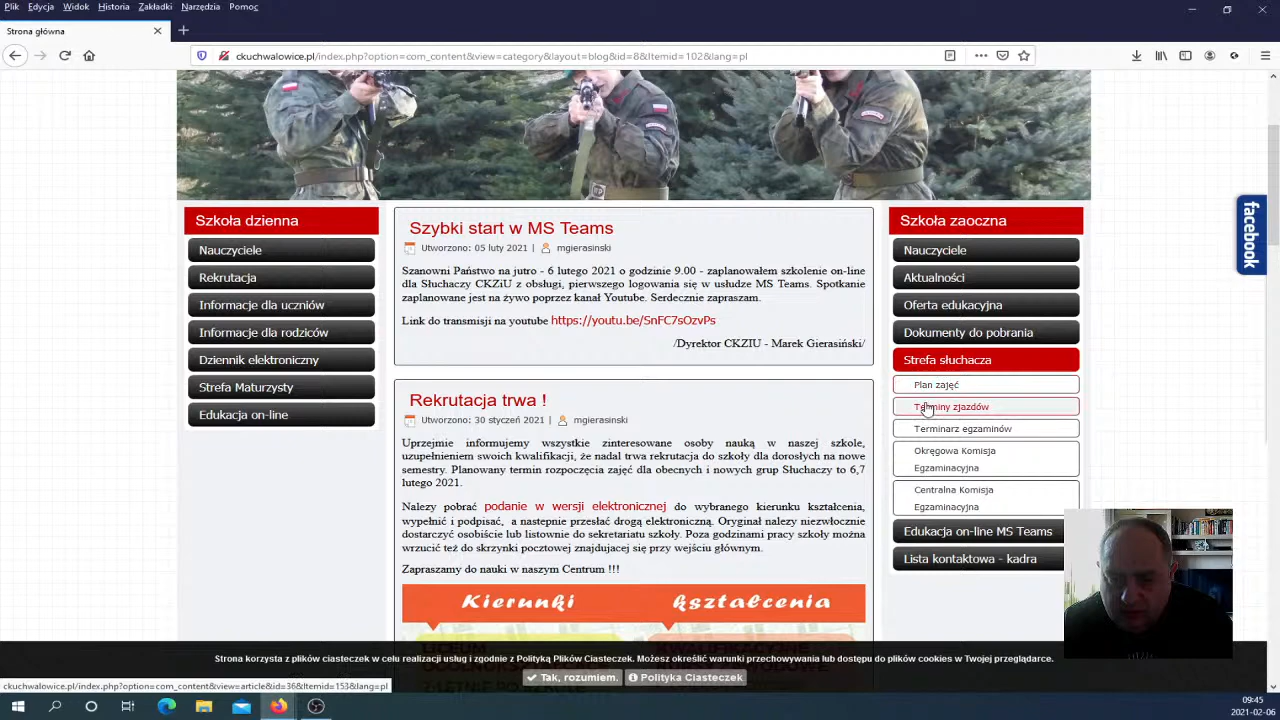 Plik Edycja Widok Historia Zakładki Narzędzia Pomoc
Strona główna
ckuchwalowice.pl/index.php?option=com_content&view=category&layout=blog&id=8&Itemid=102&lang=pl
Szkoła dzienna
Nauczyciele
Rekrutacja
Informacje dla uczniów
Informacje dla rodziców
Dziennik elektroniczny
Strefa Maturzysty
Edukacja on-line
Szybki start w MS Teams
Utworzono: 05 luty 2021 | mgierasinski
Szanowni Państwo na jutro - 6 lutego 2021 o godzinie 9.00 - zaplanowałem szkolenie on-line
dla Słuchaczy CKZiU z obsługi, pierwszego logowania się w usłudze MS Teams. Spotkanie
zaplanowane jest na żywo poprzez kanał Youtube. Serdecznie zapraszam.
Link do transmisji na youtube https://youtu.be/SnFC7sOzvPs
/Dyrektor CKZIU - Marek Gierasiński/
Rekrutacja trwa !
Utworzono: 30 styczeń 2021 | mgierasinski
Uprzejmie informujemy wszystkie zinteresowane osoby nauką w naszej szkole,
uzupełnieniem swoich kwalifikacji, że nadal trwa rekrutacja do szkoły dla dorosłych na nowe
semestry. Planowany termin rozpoczęcia zajęć dla obecnych i nowych grup Słuchaczy to 6,7
lutego 2021.
Nalezy pobrać podanie w wersji elektronicznej do wybranego kierunku kształcenia,
wypełnić i podpisać, a nastepnie przesłać drogą elektroniczną. Oryginał nalezy niezwłocznie
dostarczyć osobiście lub listownie do sekretariatu szkoły. Poza godzinami pracy szkoły można
wrzucić też do skrzynki pocztowej znajdujacej się przy wejściu głównym.
Zapraszamy do nauki w naszym Centrum !!!
Kierunki kształcenia
Szkoła zaoczna
Nauczyciele
Aktualności
Oferta edukacyjna
Dokumenty do pobrania
Strefa słuchacza
Plan zajęć
Terminy zjazdów
Terminarz egzaminów
Okręgowa Komisja
Egzaminacyjna
Centralna Komisja
Egzaminacyjna
Edukacja on-line MS Teams
Lista kontaktowa - kadra
facebook
Strona korzysta z plików ciasteczek w celu realizacji usług i zgodnie z Polityką Plików Ciasteczek. Możesz określić warunki przechowywania lub dostępu do plików cookies w Twojej przeglądarce.
Tak, rozumiem. Polityka Ciasteczek
ckuchwalowice.pl/index.php?option=com_content&view=article&id=36&Itemid=153&lang=pl
09:45
2021-02-06